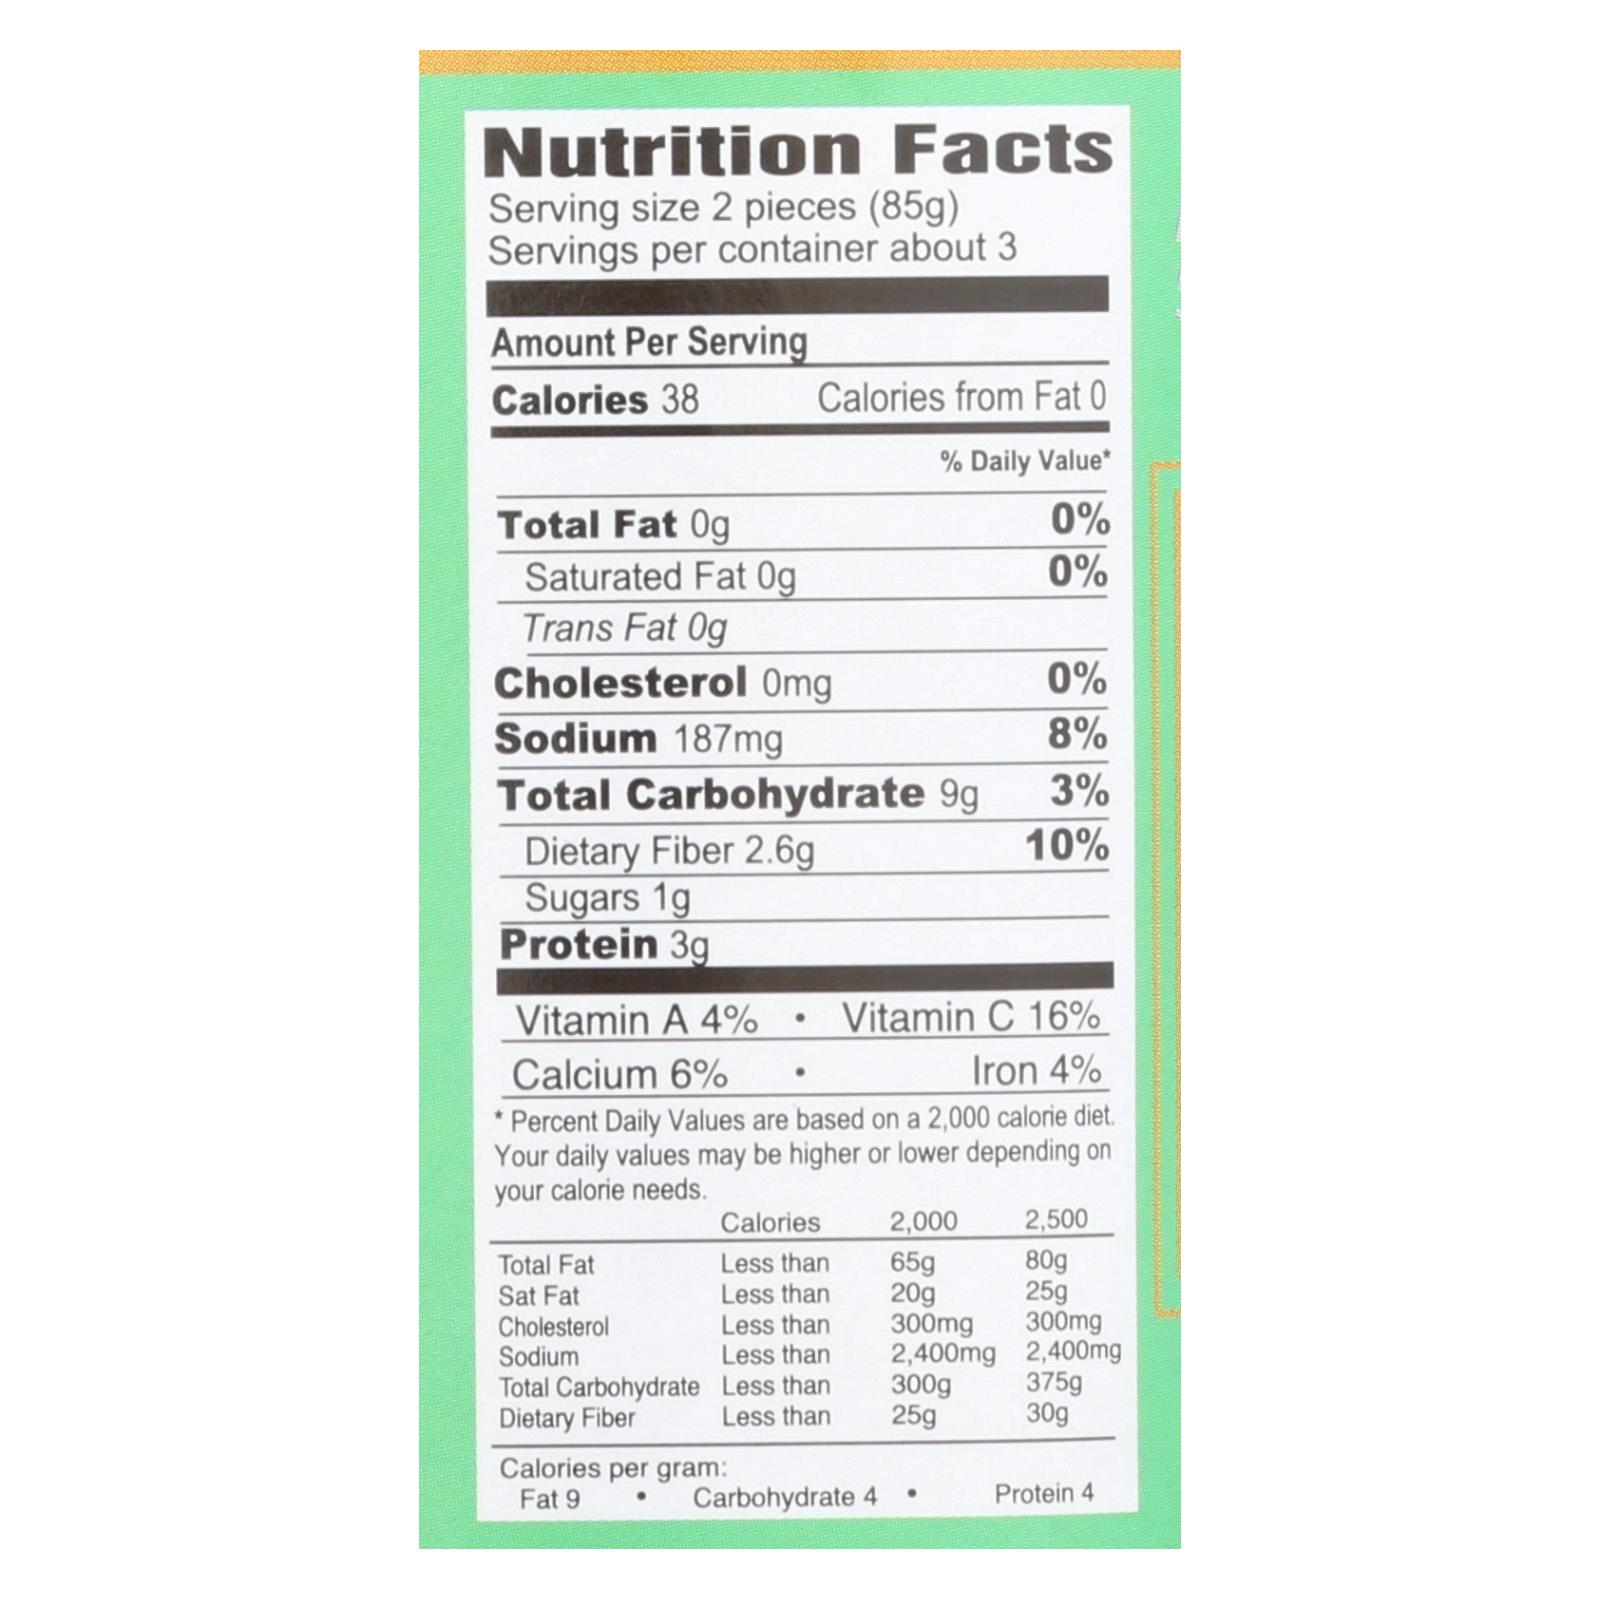 Nutrition Facts
Serving size 2 pieces (85g)
Servings per container about 3
Amount Per Serving
Calories 38 Calories from Fat 0
% Daily Value*
Total Fat 0g 0%
Saturated Fat 0g 0%
Trans Fat 0g
Cholesterol 0mg 0%
Sodium 187mg 8%
Total Carbohydrate 9g 3%
Dietary Fiber 2.6g 10%
Sugars 1g
Protein 3g
Vitamin A 4% • Vitamin C 16%
Calcium 6% • Iron 4%
* Percent Daily Values are based on a 2,000 calorie diet.
Your daily values may be higher or lower depending on
your calorie needs.
Calories 2,000 2,500
Total Fat Less than 65g 80g
Sat Fat Less than 20g 25g
Cholesterol Less than 300mg 300mg
Sodium Less than 2,400mg 2,400mg
Total Carbohydrate Less than 300g 375g
Dietary Fiber Less than 25g 30g
Calories per gram:
Fat 9 • Carbohydrate 4 • Protein 4